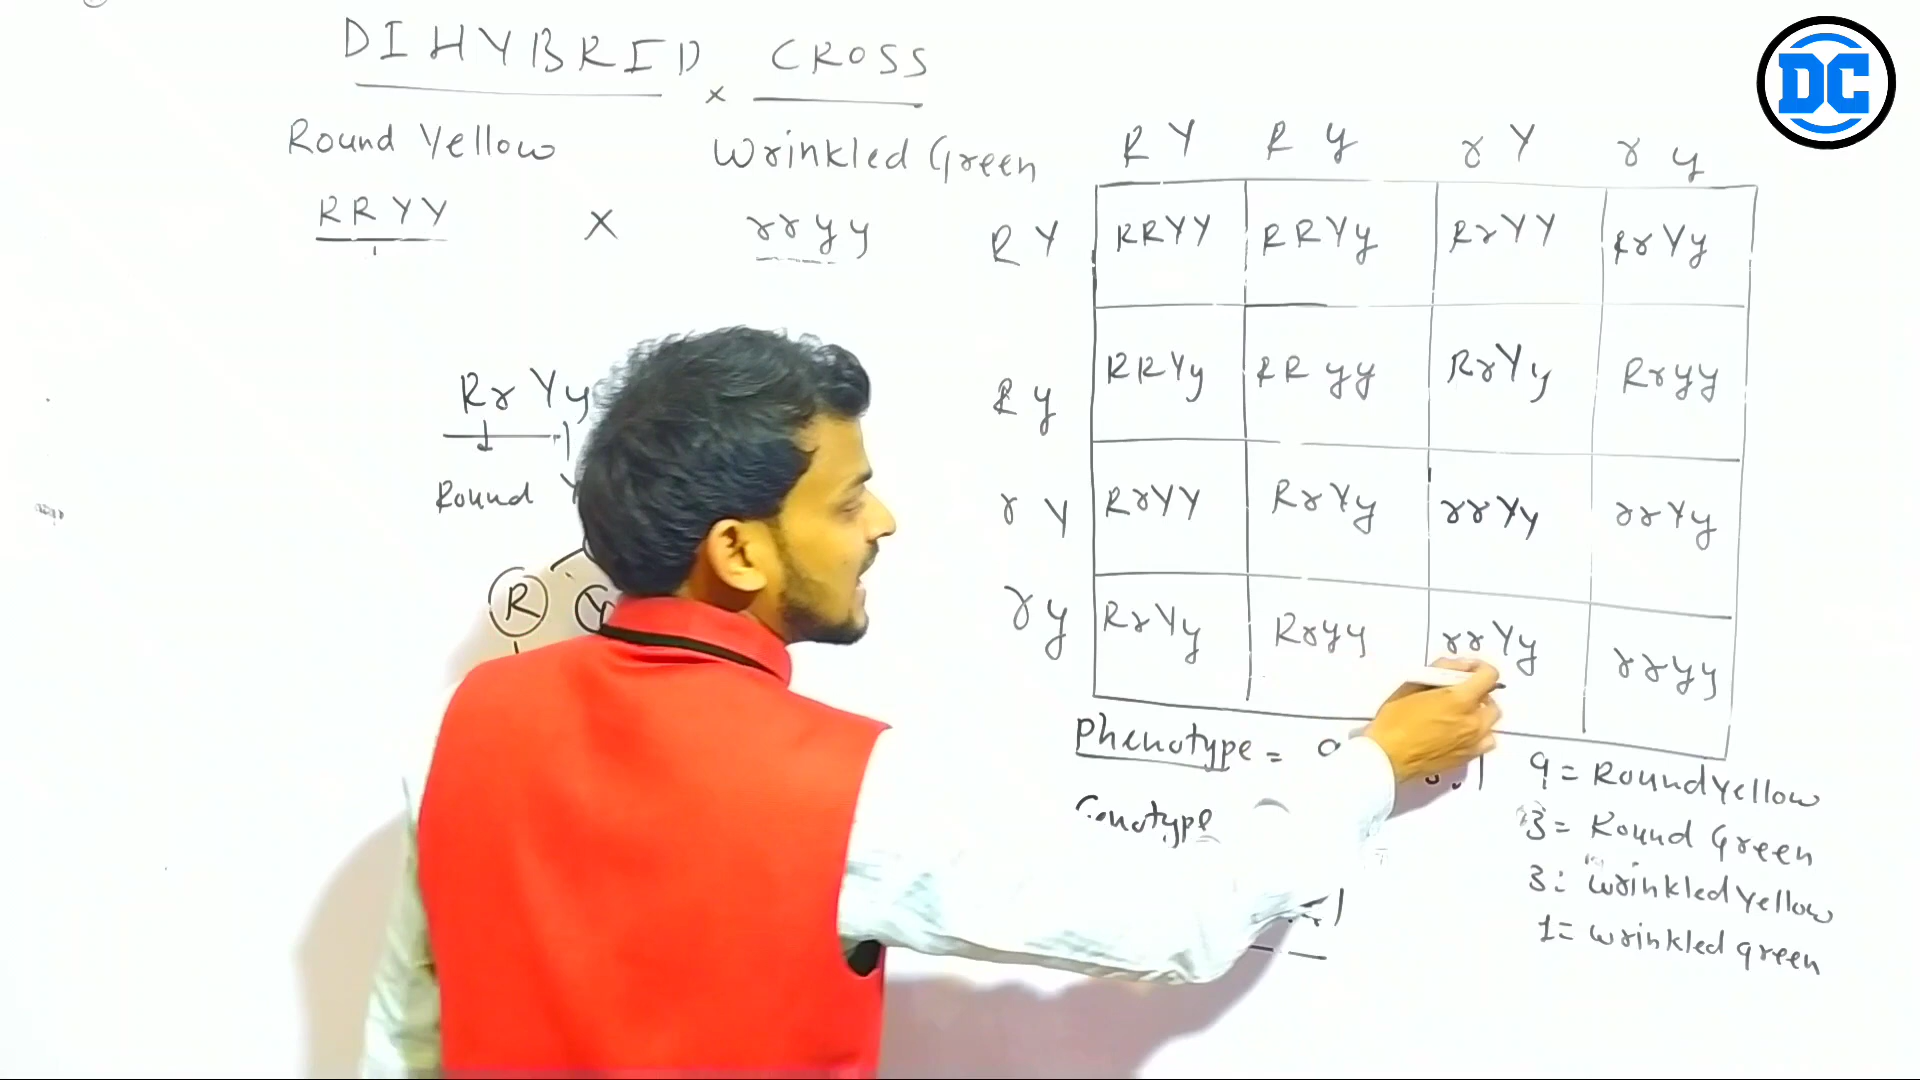 DIHYBRID CROSS
×
Round Yellow
Wrinkled Green
RRYY × rryy
RrYy
Round Y
R Y
RY Ry rY ry
RY RRYY RRYy RrYY RrYy
Ry RRYy RRyy RrYy Rryy
rY RrYY RrYy rrYy rrYy
ry RrYy Rryy rrYy rryy
Phenotype =
Genotype
9 = Round Yellow
3 = Round Green
3: wrinkled Yellow
1 = wrinkled green
DC